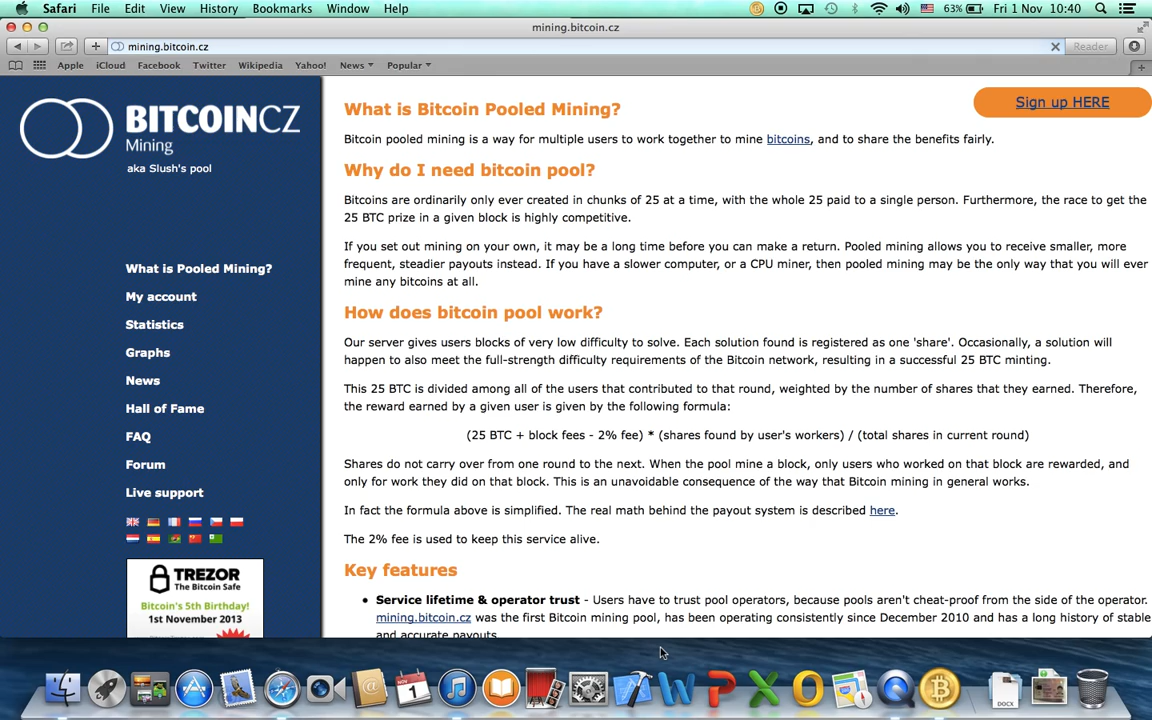 Safari File Edit View History Bookmarks Window Help 63% Fri 1 Nov 10:40
mining.bitcoin.cz
mining.bitcoin.cz Reader
Apple iCloud Facebook Twitter Wikipedia Yahoo! News Popular
BITCOINCZ
Mining
aka Slush's pool
What is Pooled Mining?
My account
Statistics
Graphs
News
Hall of Fame
FAQ
Forum
Live support
TREZOR
The Bitcoin Safe
Bitcoin's 5th Birthday!
1st November 2013
Sign up HERE
What is Bitcoin Pooled Mining?
Bitcoin pooled mining is a way for multiple users to work together to mine bitcoins, and to share the benefits fairly.
Why do I need bitcoin pool?
Bitcoins are ordinarily only ever created in chunks of 25 at a time, with the whole 25 paid to a single person. Furthermore, the race to get the
25 BTC prize in a given block is highly competitive.
If you set out mining on your own, it may be a long time before you can make a return. Pooled mining allows you to receive smaller, more
frequent, steadier payouts instead. If you have a slower computer, or a CPU miner, then pooled mining may be the only way that you will ever
mine any bitcoins at all.
How does bitcoin pool work?
Our server gives users blocks of very low difficulty to solve. Each solution found is registered as one 'share'. Occasionally, a solution will
happen to also meet the full-strength difficulty requirements of the Bitcoin network, resulting in a successful 25 BTC minting.
This 25 BTC is divided among all of the users that contributed to that round, weighted by the number of shares that they earned. Therefore,
the reward earned by a given user is given by the following formula:
(25 BTC + block fees - 2% fee) * (shares found by user's workers) / (total shares in current round)
Shares do not carry over from one round to the next. When the pool mine a block, only users who worked on that block are rewarded, and
only for work they did on that block. This is an unavoidable consequence of the way that Bitcoin mining in general works.
In fact the formula above is simplified. The real math behind the payout system is described here.
The 2% fee is used to keep this service alive.
Key features
• Service lifetime & operator trust - Users have to trust pool operators, because pools aren't cheat-proof from the side of the operator.
mining.bitcoin.cz was the first Bitcoin mining pool, has been operating consistently since December 2010 and has a long history of stable
and accurate payouts.
1
DOCX